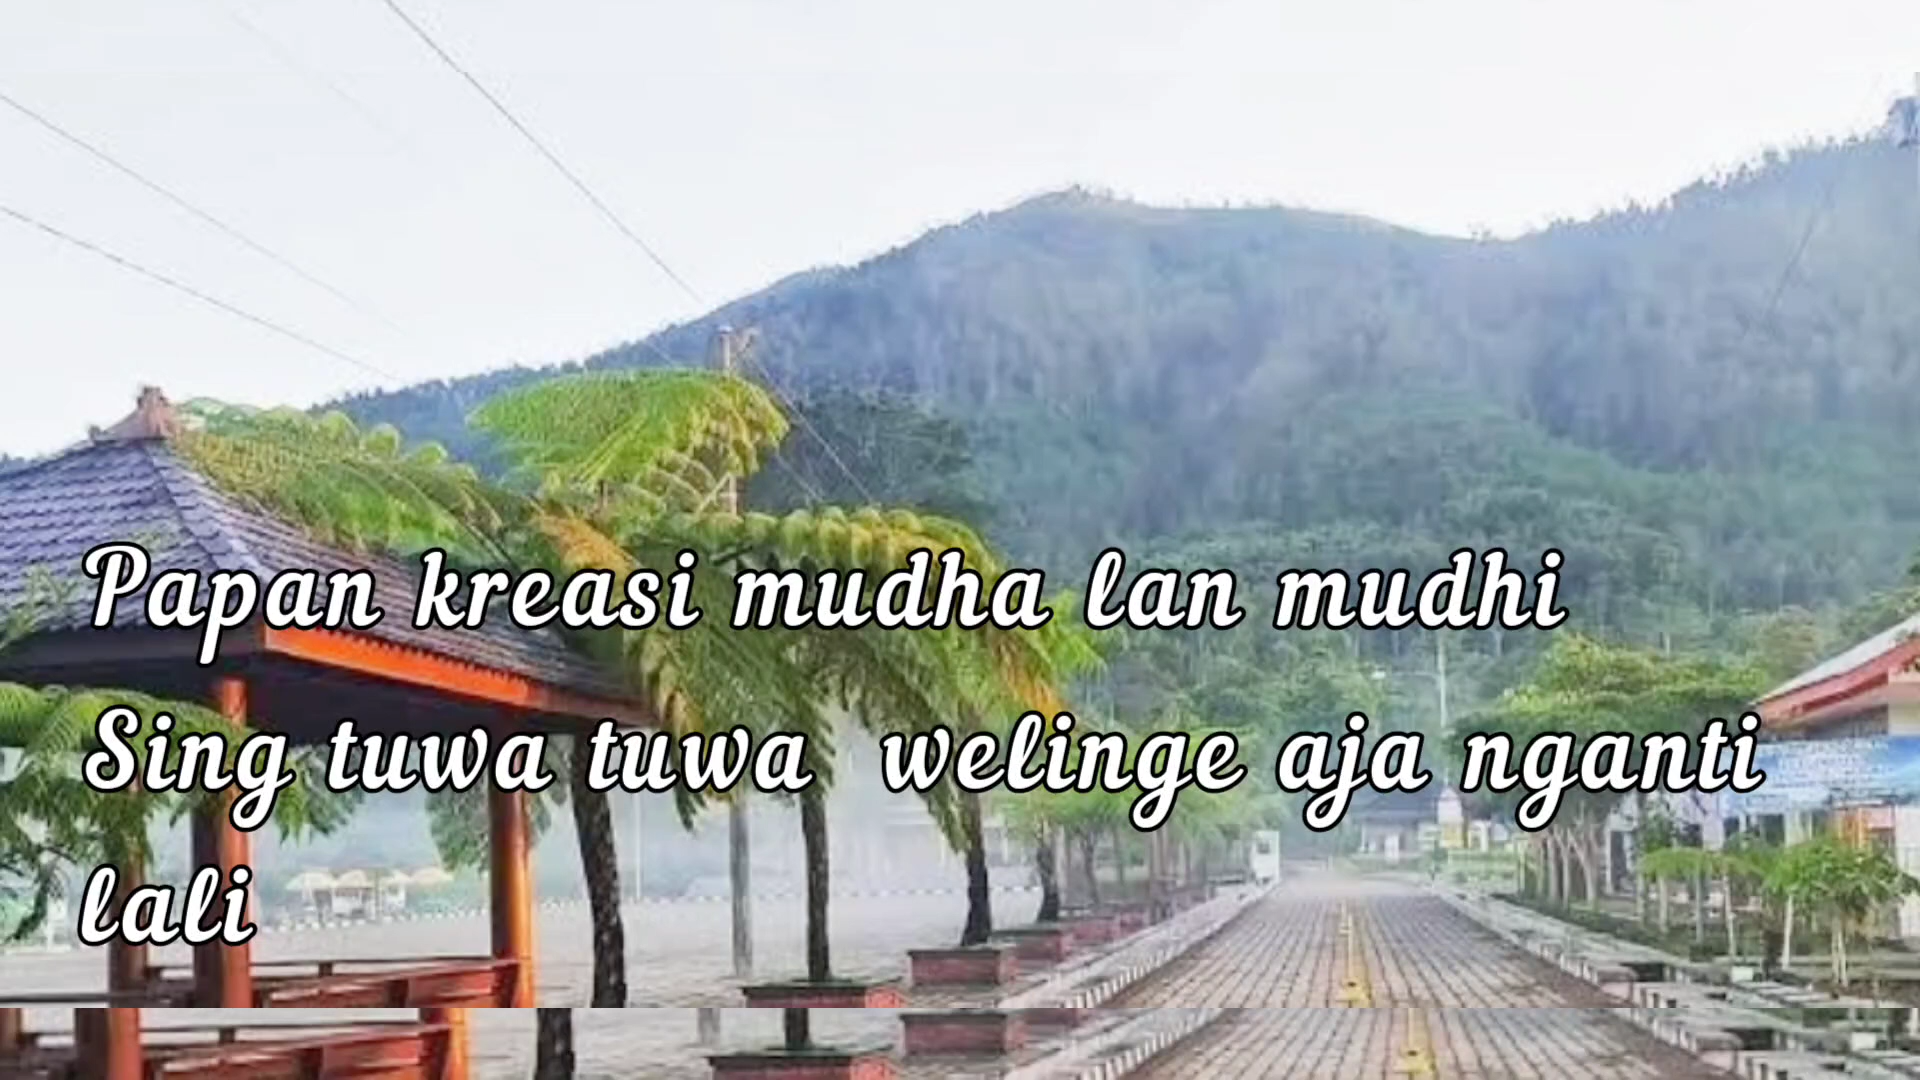 Papan kreasi mudha lan mudhi
Sing tuwa tuwa  welinge aja nganti
lali